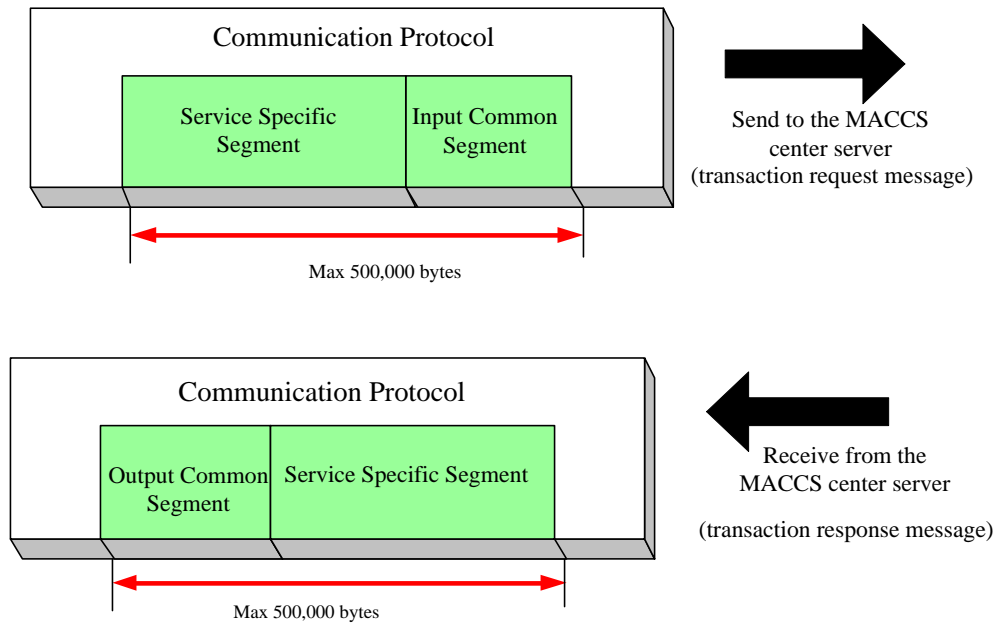 Communication Protocol
Service Specific
Segment
Input Common
Segment
Send to the MACCS
center server
(transaction request message)
Max 500,000 bytes
Communication Protocol
Output Common
Segment
Service Specific Segment
Receive from the
MACCS center server
(transaction response message)
Max 500,000 bytes